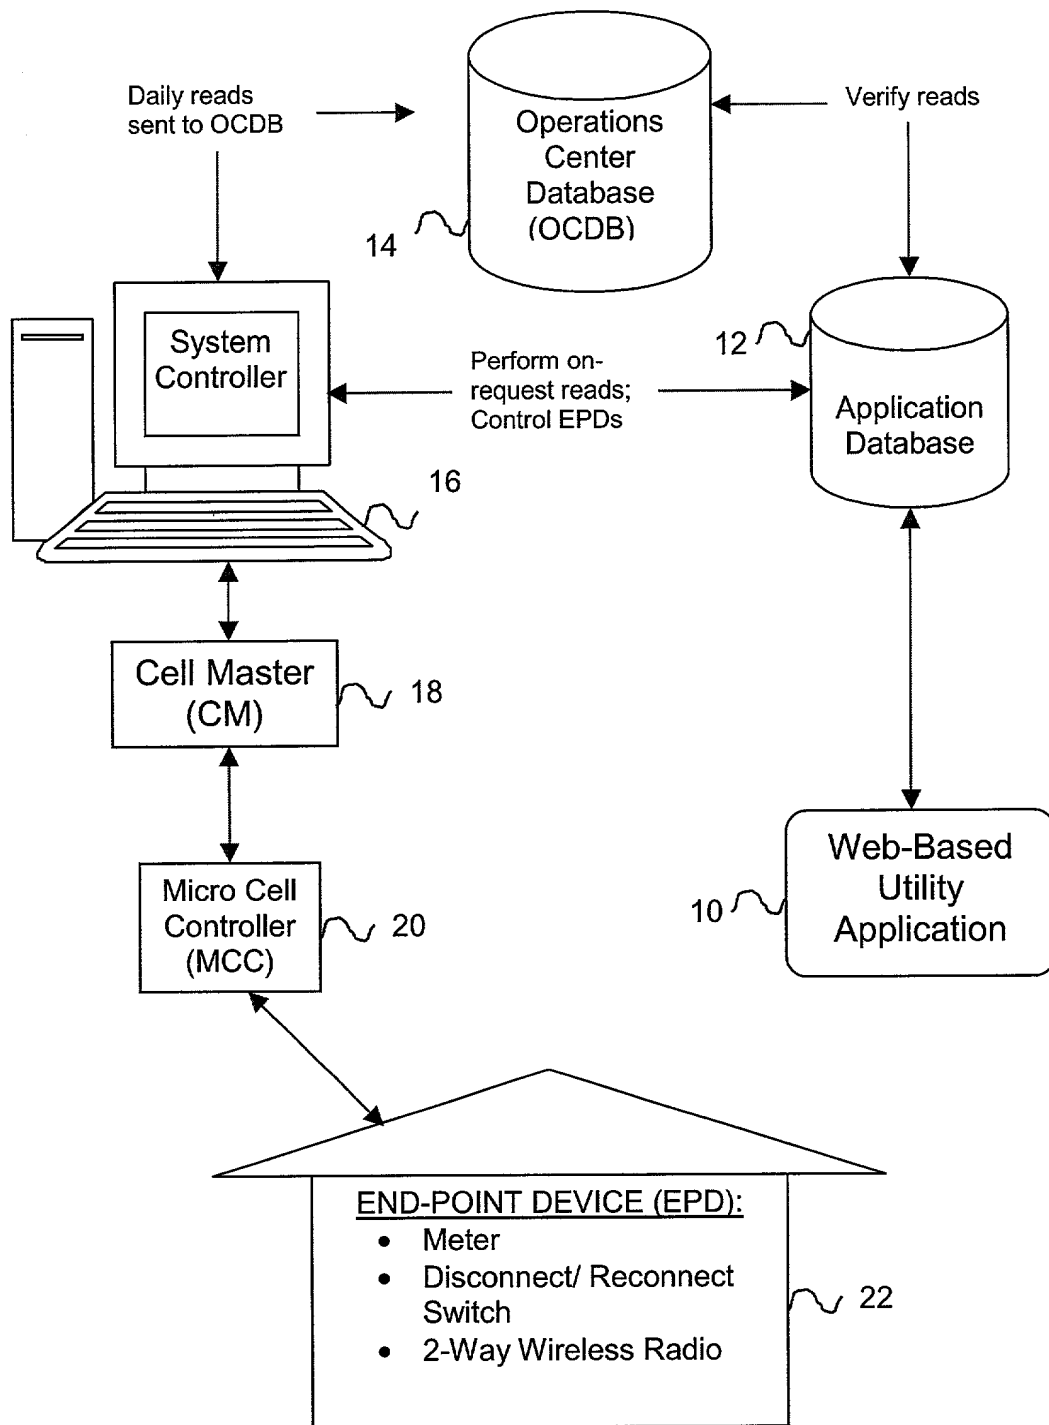 Daily reads
sent to OCDB
Operations
Center
Database
(OCDB)
Verify reads
14
System
Controller
Perform on-
request reads;
Control EPDs
12
Application
Database
16
Cell Master
(CM)
18
Micro Cell
Controller
(MCC)
20
Web-Based
Utility
Application
10
END-POINT DEVICE (EPD):
• Meter
• Disconnect/ Reconnect
Switch
• 2-Way Wireless Radio
22